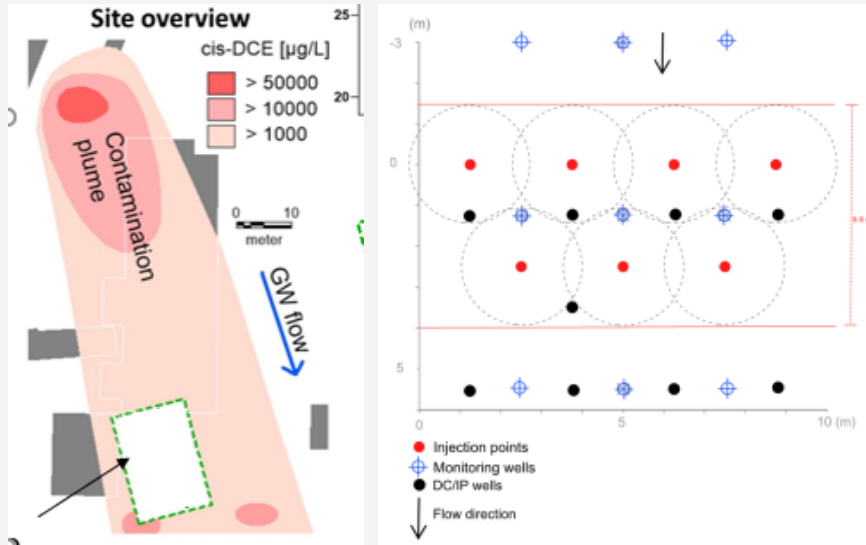 Site overview
cis-DCE [µg/L]
> 50000
> 10000
> 1000
Contamination
plume
0 10
meter
GW flow
25
20
(m)
-3
0
5
0 5 10 (m)
Injection points
Monitoring wells
DC/IP wells
Flow direction